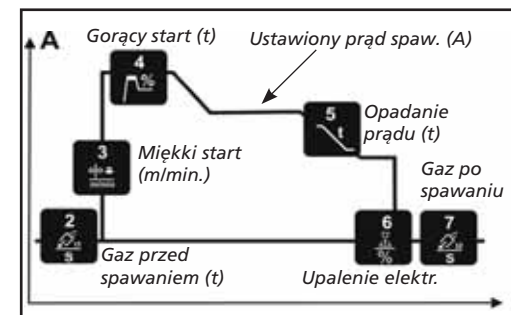 A
Gorący start (t)
Ustawiony prąd spaw. (A)
4
%
5
t
Opadanie
prądu (t)
3
Miękki start
(m/min.)
Gaz po
spawaniu
2
s
Gaz przed
spawaniem (t)
6
%
7
s
Upalenie elektr.